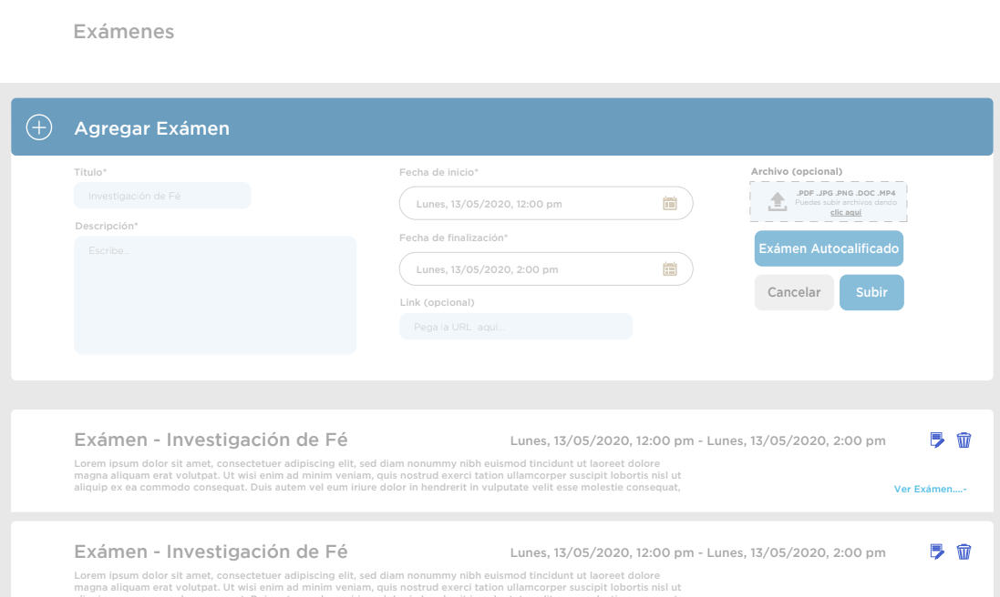 Exámenes
Agregar Exámen
Título*
Investigación de Fé
Descripción*
Escribe...
Fecha de inicio*
Lunes, 13/05/2020, 12:00 pm
Fecha de finalización*
Lunes, 13/05/2020, 2:00 pm
Link (opcional)
Pega la URL aquí...
Archivo (opcional)
.PDF .JPG .PNG .DOC .MP4
Puedes subir archivos dando
clic aquí
Exámen Autocalificado
Cancelar
Subir
Exámen - Investigación de Fé
Lunes, 13/05/2020, 12:00 pm - Lunes, 13/05/2020, 2:00 pm
Lorem ipsum dolor sit amet, consectetuer adipiscing elit, sed diam nonummy nibh euismod tincidunt ut laoreet dolore
magna aliquam erat volutpat. Ut wisi enim ad minim veniam, quis nostrud exerci tation ullamcorper suscipit lobortis nisl ut
aliquip ex ea commodo consequat. Duis autem vel eum iriure dolor in hendrerit in vulputate velit esse molestie consequat,
Ver Exámen....-
Exámen - Investigación de Fé
Lunes, 13/05/2020, 12:00 pm - Lunes, 13/05/2020, 2:00 pm
Lorem ipsum dolor sit amet, consectetuer adipiscing elit, sed diam nonummy nibh euismod tincidunt ut laoreet dolore
magna aliquam erat volutpat. Ut wisi enim ad minim veniam, quis nostrud exerci tation ullamcorper suscipit lobortis nisl ut